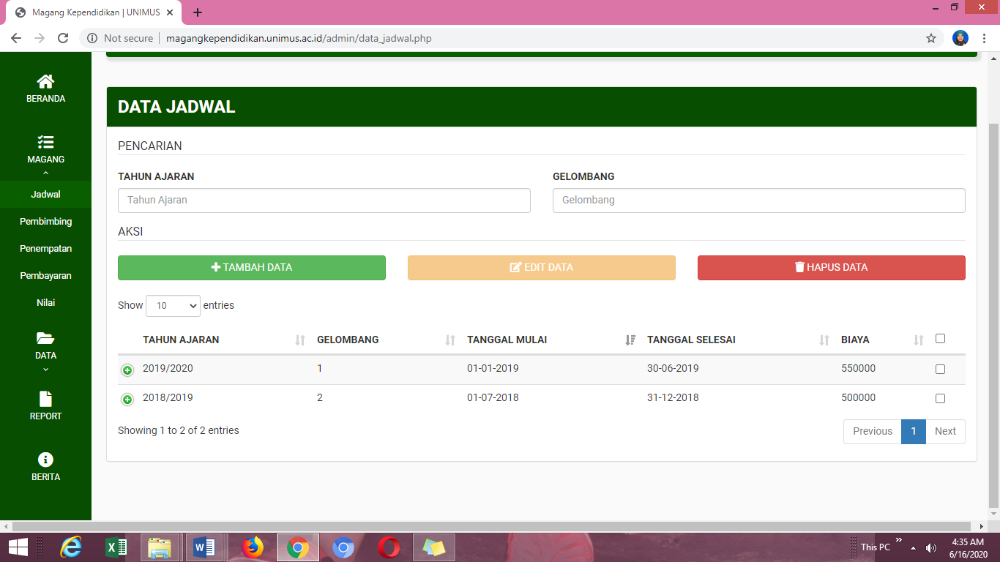 Magang Kependidikan | UNIMUS
Not secure | magangkependidikan.unimus.ac.id/admin/data_jadwal.php
BERANDA
MAGANG
Jadwal
Pembimbing
Penempatan
Pembayaran
Nilai
DATA
REPORT
BERITA
DATA JADWAL
PENCARIAN
TAHUN AJARAN GELOMBANG
Tahun Ajaran Gelombang
AKSI
TAMBAH DATA EDIT DATA HAPUS DATA
Show 10 entries
TAHUN AJARAN GELOMBANG TANGGAL MULAI TANGGAL SELESAI BIAYA
2019/2020 1 01-01-2019 30-06-2019 550000
2018/2019 2 01-07-2018 31-12-2018 500000
Showing 1 to 2 of 2 entries Previous 1 Next
This PC 4:35 AM
6/16/2020